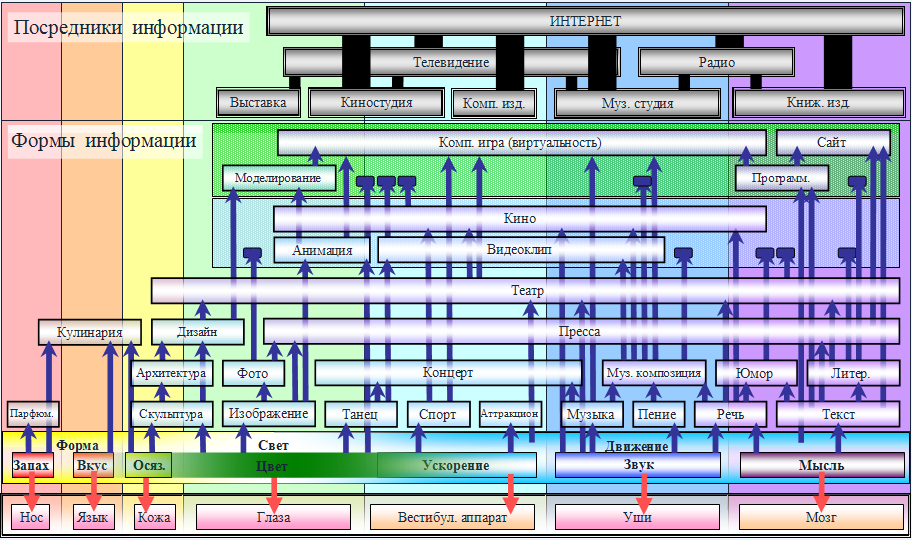 Посредники информации
ИНТЕРНЕТ
Телевидение
Радио
Выставка
Киностудия
Комп. изд.
Муз. студия
Книж. изд.
Формы информации
Комп. игра (виртуальность)
Сайт
Моделирование
Программ.
Кино
Анимация
Видеоклип
Театр
Кулинария
Дизайн
Пресса
Архитектура
Фото
Концерт
Муз. композиция
Юмор
Литер.
Парфюм.
Скульптура
Изображение
Танец
Спорт
Аттракцион
Музыка
Пение
Речь
Текст
Форма
Свет
Движение
Запах
Вкус
Осяз.
Цвет
Ускорение
Звук
Мысль
Нос
Язык
Кожа
Глаза
Вестибул. аппарат
Уши
Мозг